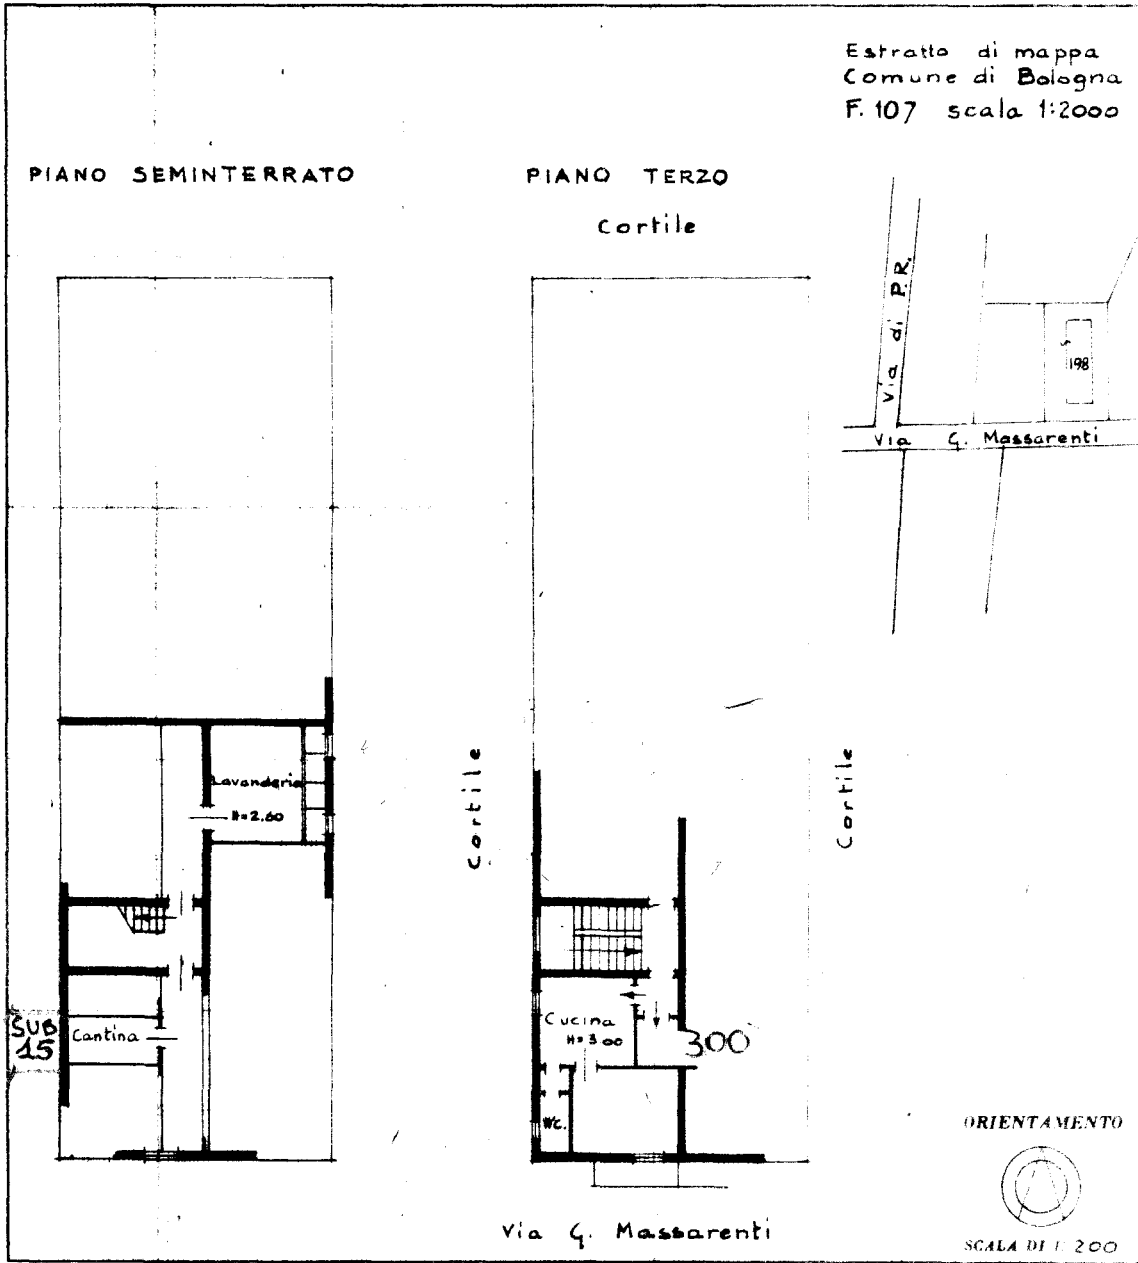 Estratto di mappa
Comune di Bologna
F. 107 scala 1:2000
PIANO SEMINTERRATO
PIANO TERZO
Cortile
Via di P.R.
198
Via G. Massarenti
Lavanderia
H=2.60
Cortile
Cortile
SUB
15
Cantina
Cucina
H=3.00
300
WC.
Via G. Massarenti
ORIENTAMENTO
SCALA DI 1: 200